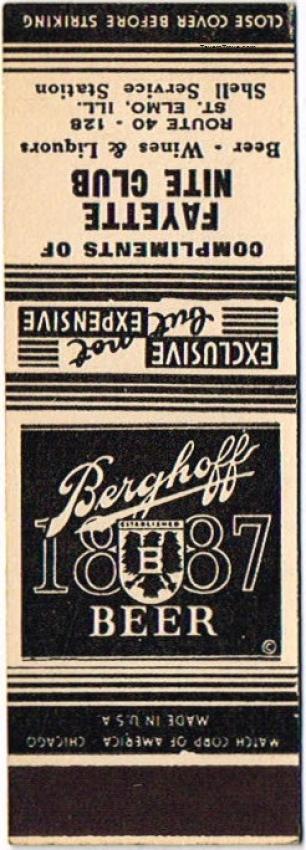 CLOSE COVER BEFORE STRIKING
COMPLIMENTS OF
FAYETTE
NITE CLUB
Beer - Wines & Liquors
ROUTE 40 - 128
ST. ELMO, ILL.
Shell Service Station
EXCLUSIVE
but not
EXPENSIVE
Berghoff
1887
ESTABLISHED
B
BEER
©
MATCH CORP OF AMERICA - CHICAGO
MADE IN U S A